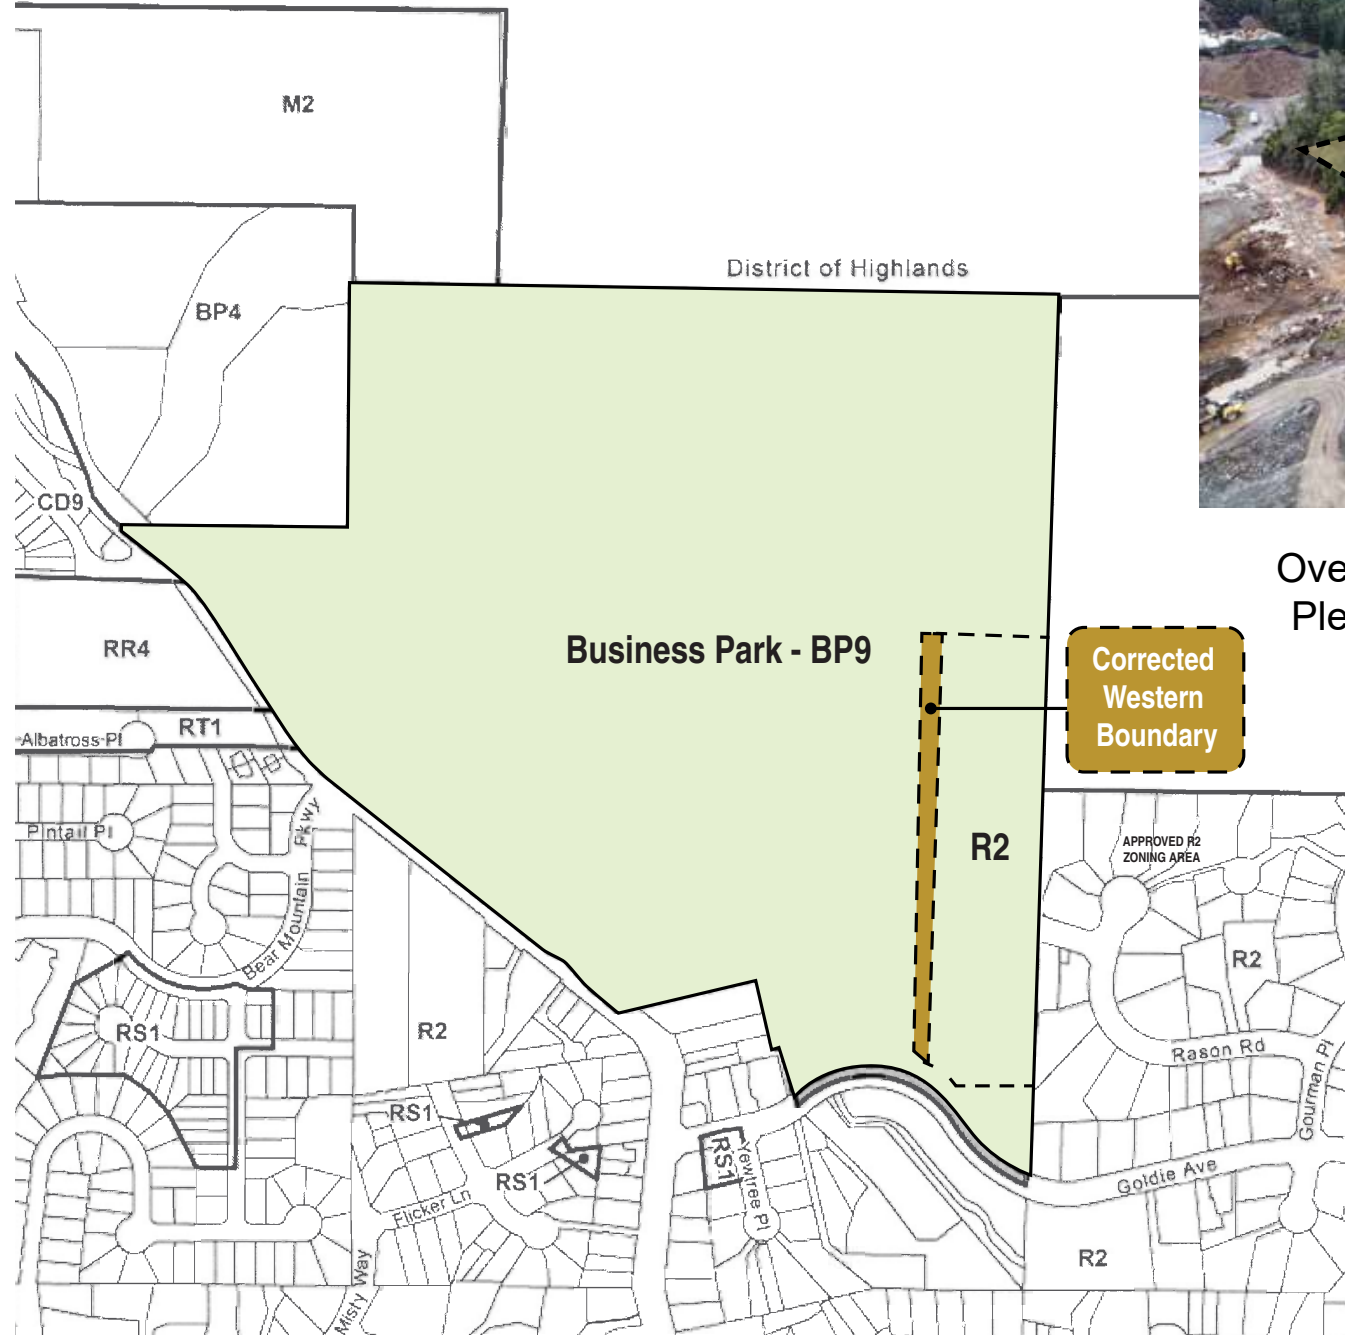 M2
District of Highlands
BP4
CD9
Ove
Ple
RR4
Business Park - BP9
Corrected
Western
Boundary
RT1
Albatross Pl
Pintail Pl
Bear Mountain Pkwy
R2
APPROVED R2
ZONING AREA
R2
RS1
R2
Rason Rd
Gourman Pl
RS1
RS1
RS1
Yewtree Pl
Flicker Ln
Goldie Ave
R2
Misty Way